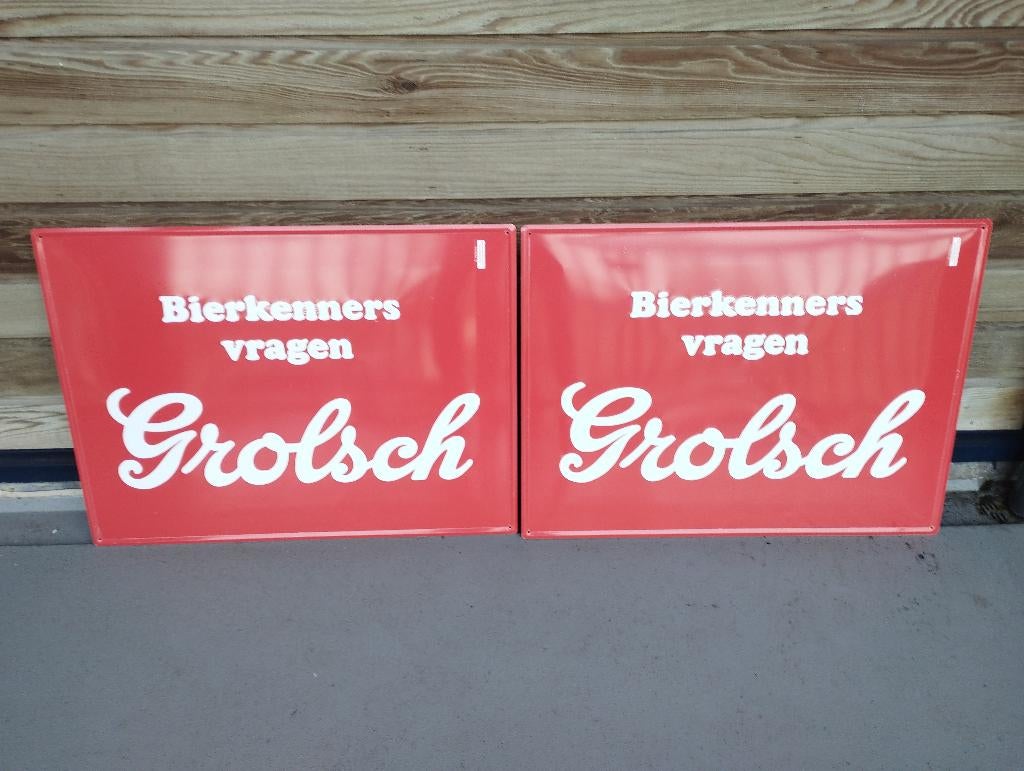 Bierkenners
vragen
Grolsch
Bierkenners
vragen
Grolsch